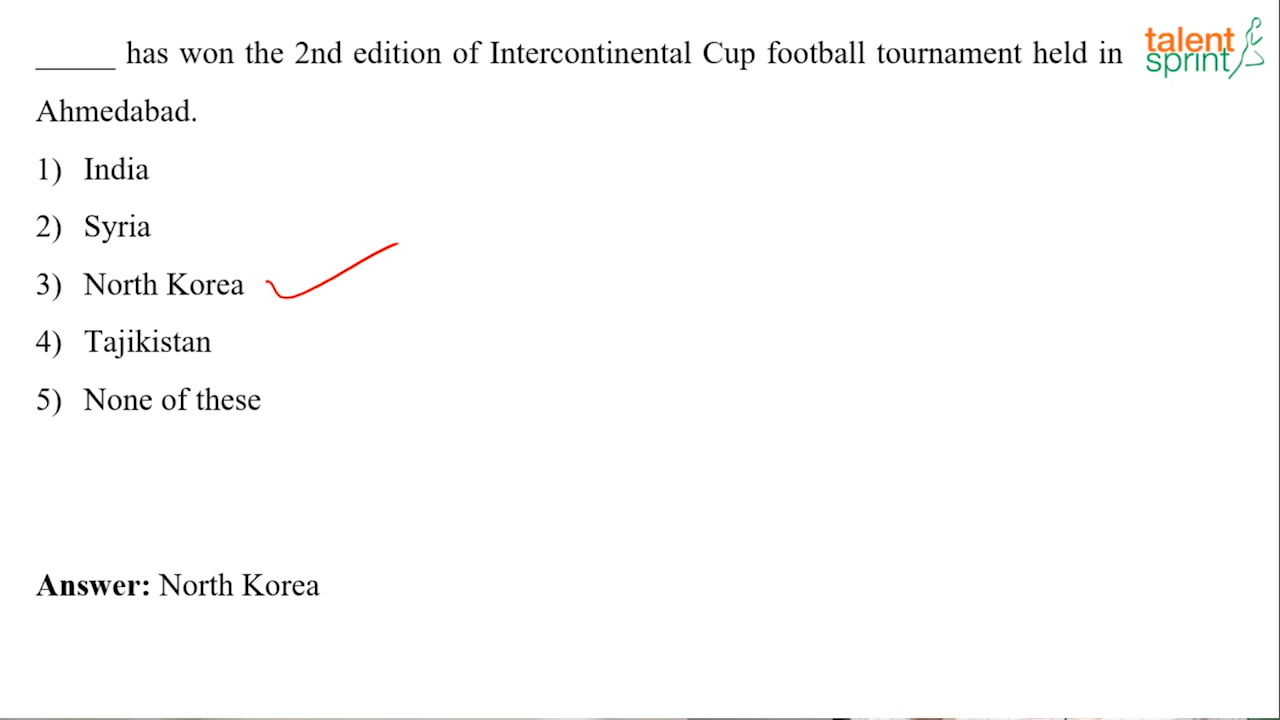 _____ has won the 2nd edition of Intercontinental Cup football tournament held in
Ahmedabad.
1) India
2) Syria
3) North Korea
4) Tajikistan
5) None of these
Answer: North Korea
talent
sprint